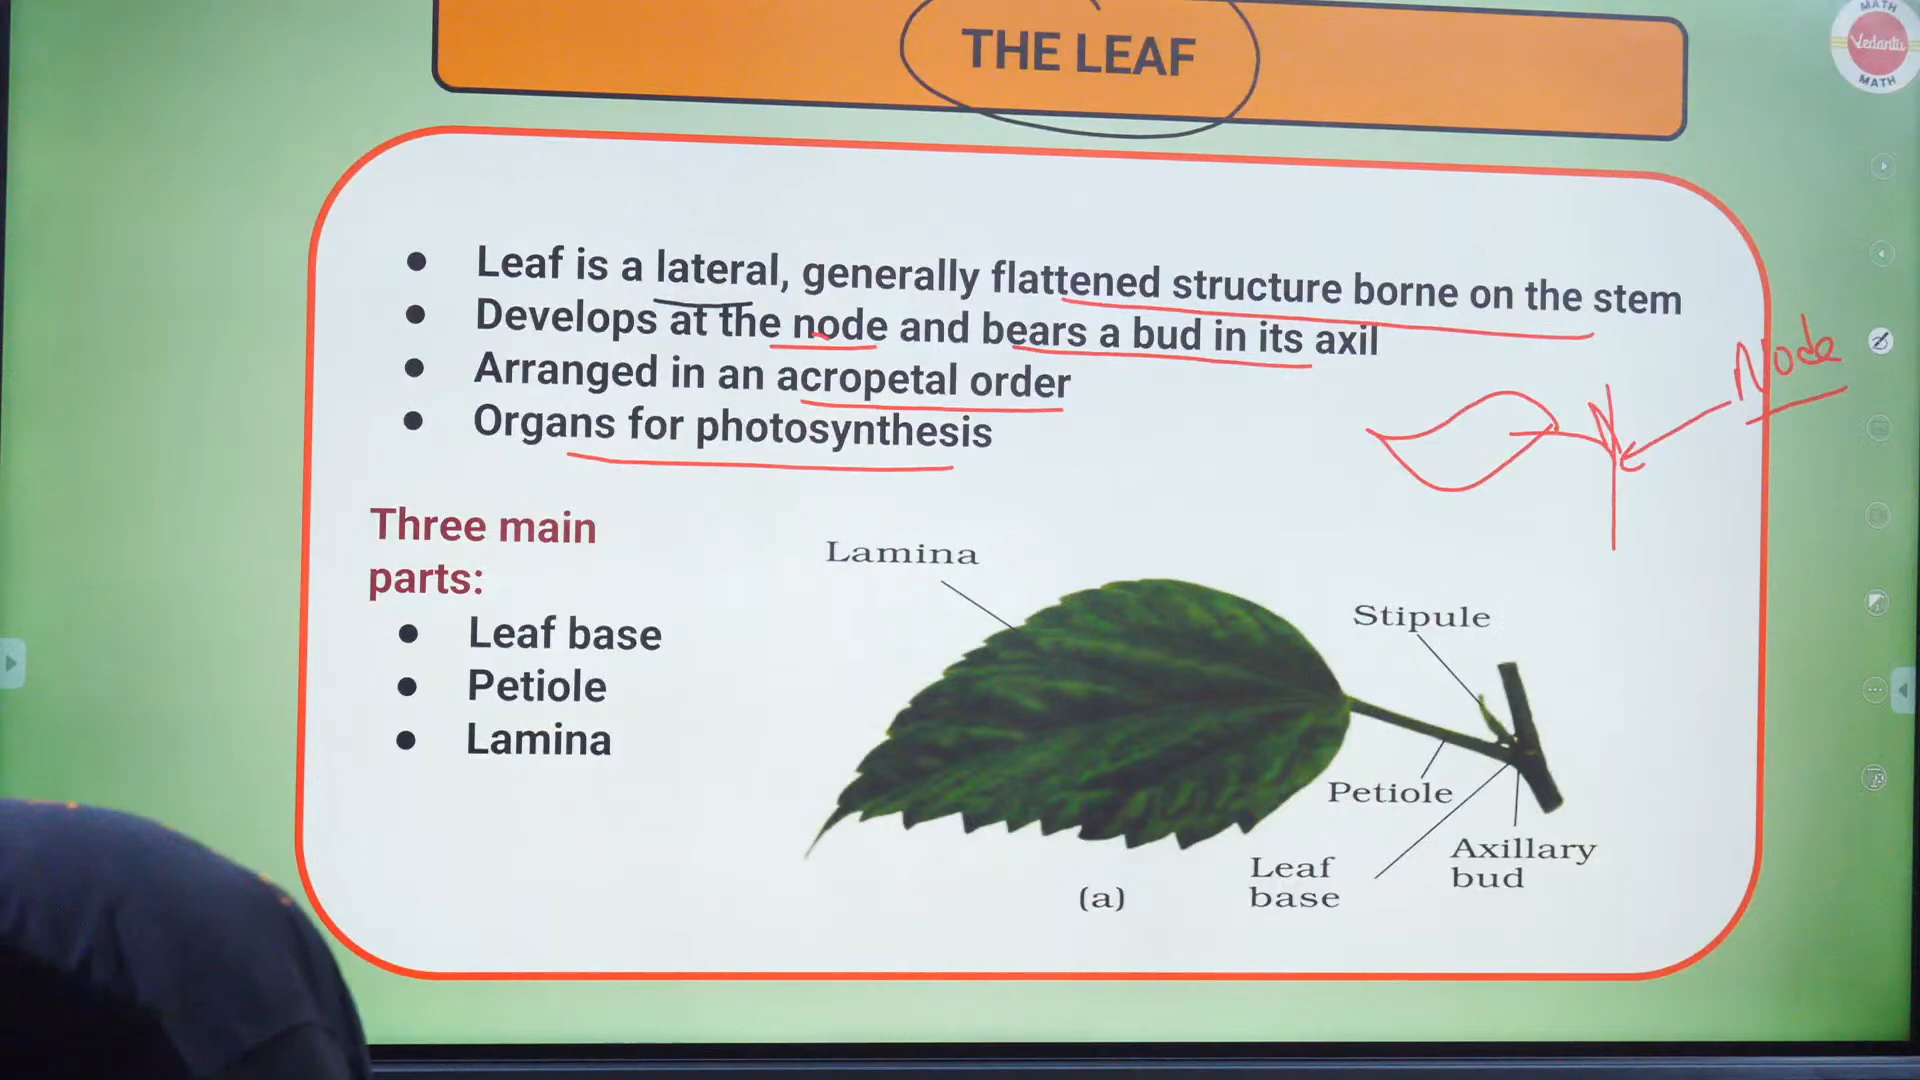 MATH
Vedantu
MATH
THE LEAF
● Leaf is a lateral, generally flattened structure borne on the stem
● Develops at the node and bears a bud in its axil
● Arranged in an acropetal order
● Organs for photosynthesis
Node
Three main
parts:
● Leaf base
● Petiole
● Lamina
Lamina
Stipule
Petiole
Axillary
bud
Leaf
base
(a)